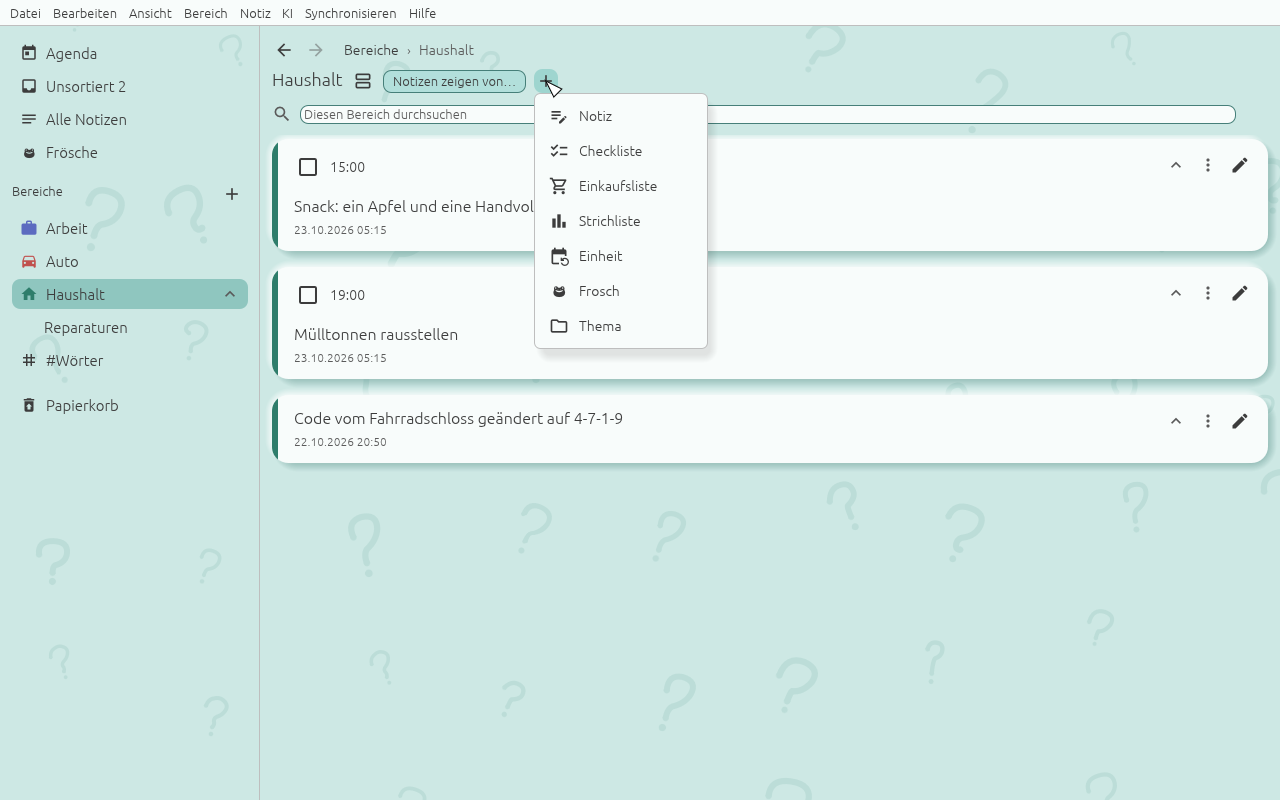 Datei Bearbeiten Ansicht Bereich Notiz KI Synchronisieren Hilfe
Agenda
Unsortiert 2
Alle Notizen
Frösche
Bereiche
Arbeit
Auto
Haushalt
Reparaturen
#Wörter
Papierkorb
Bereiche › Haushalt
Haushalt Notizen zeigen von…
Diesen Bereich durchsuchen
Notiz
Checkliste
Einkaufsliste
Strichliste
Einheit
Frosch
Thema
15:00
Snack: ein Apfel und eine
23.10.2026 05:15
19:00
Mülltonnen rausstellen
23.10.2026 05:15
Code vom Fahrradschloss geändert auf 4-7-1-9
22.10.2026 20:50